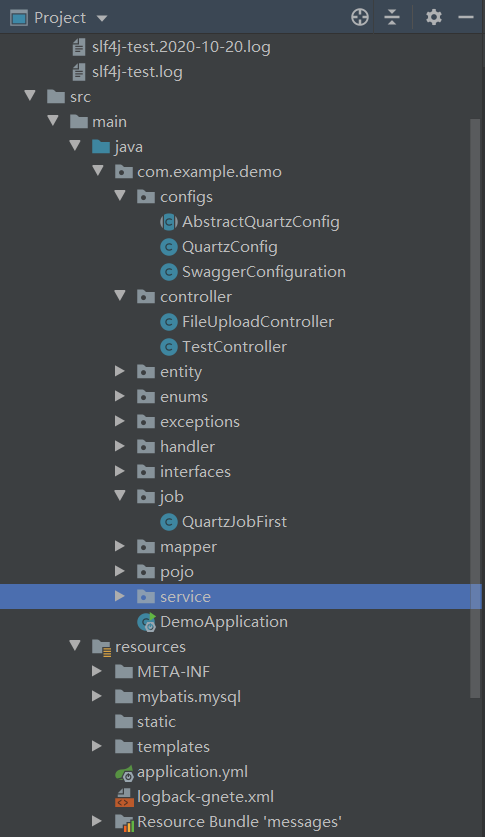 Project
slf4j-test.2020-10-20.log
slf4j-test.log
src
main
java
com.example.demo
configs
AbstractQuartzConfig
QuartzConfig
SwaggerConfiguration
controller
FileUploadController
TestController
entity
enums
exceptions
handler
interfaces
job
QuartzJobFirst
mapper
pojo
service
DemoApplication
resources
META-INF
mybatis.mysql
static
templates
application.yml
logback-gnete.xml
Resource Bundle 'messages'